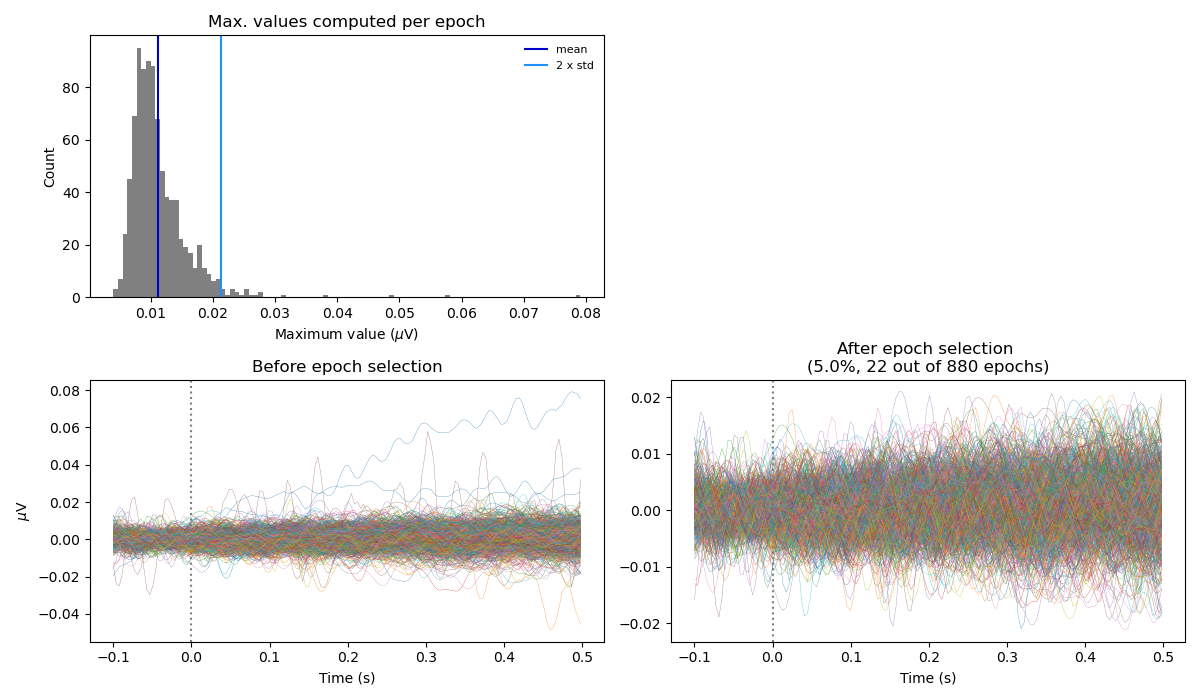 Max. values computed per epoch
mean
2 x std
Count
80
60
40
20
0
0.01 0.02 0.03 0.04 0.05 0.06 0.07 0.08
Maximum value (μV)
Before epoch selection
μV
0.08
0.06
0.04
0.02
0.00
−0.02
−0.04
−0.1 0.0 0.1 0.2 0.3 0.4 0.5
Time (s)
After epoch selection
(5.0%, 22 out of 880 epochs)
0.02
0.01
0.00
−0.01
−0.02
−0.1 0.0 0.1 0.2 0.3 0.4 0.5
Time (s)